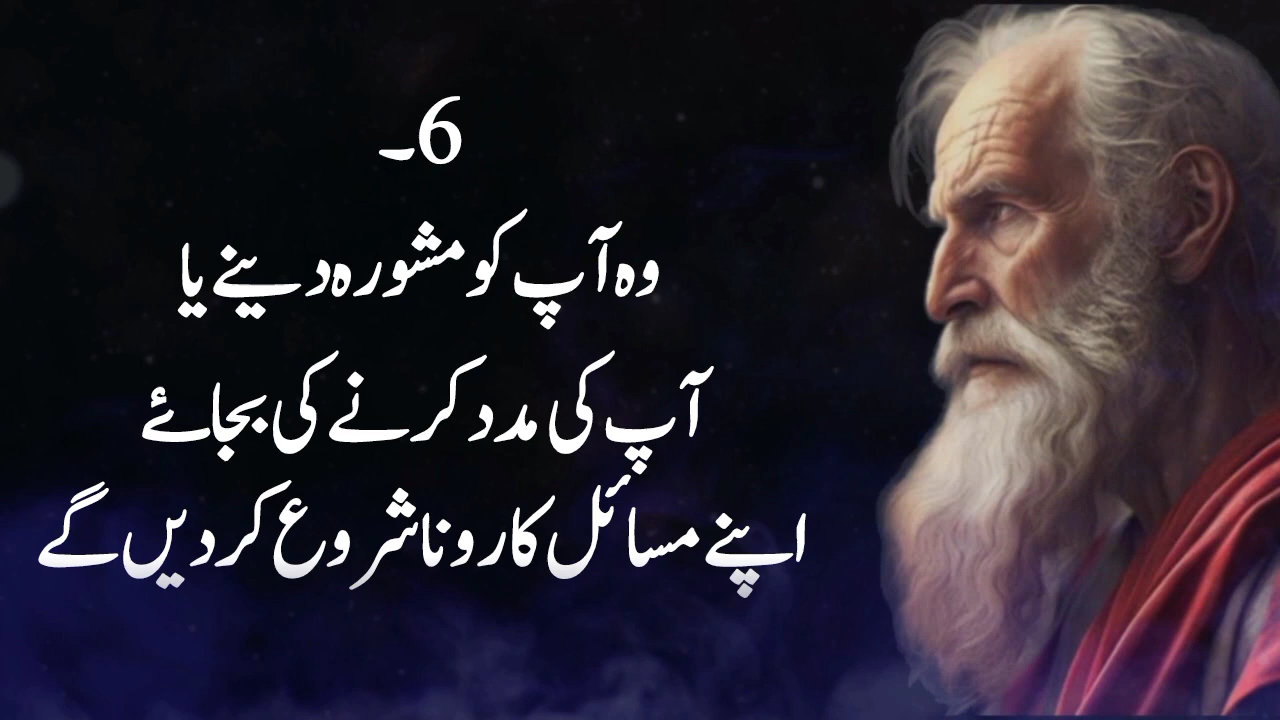 6۔
وہ آپ کو مشورہ دینے یا
آپ کی مدد کرنے کی بجائے
اپنے مسائل کا رونا شروع کر دیں گے